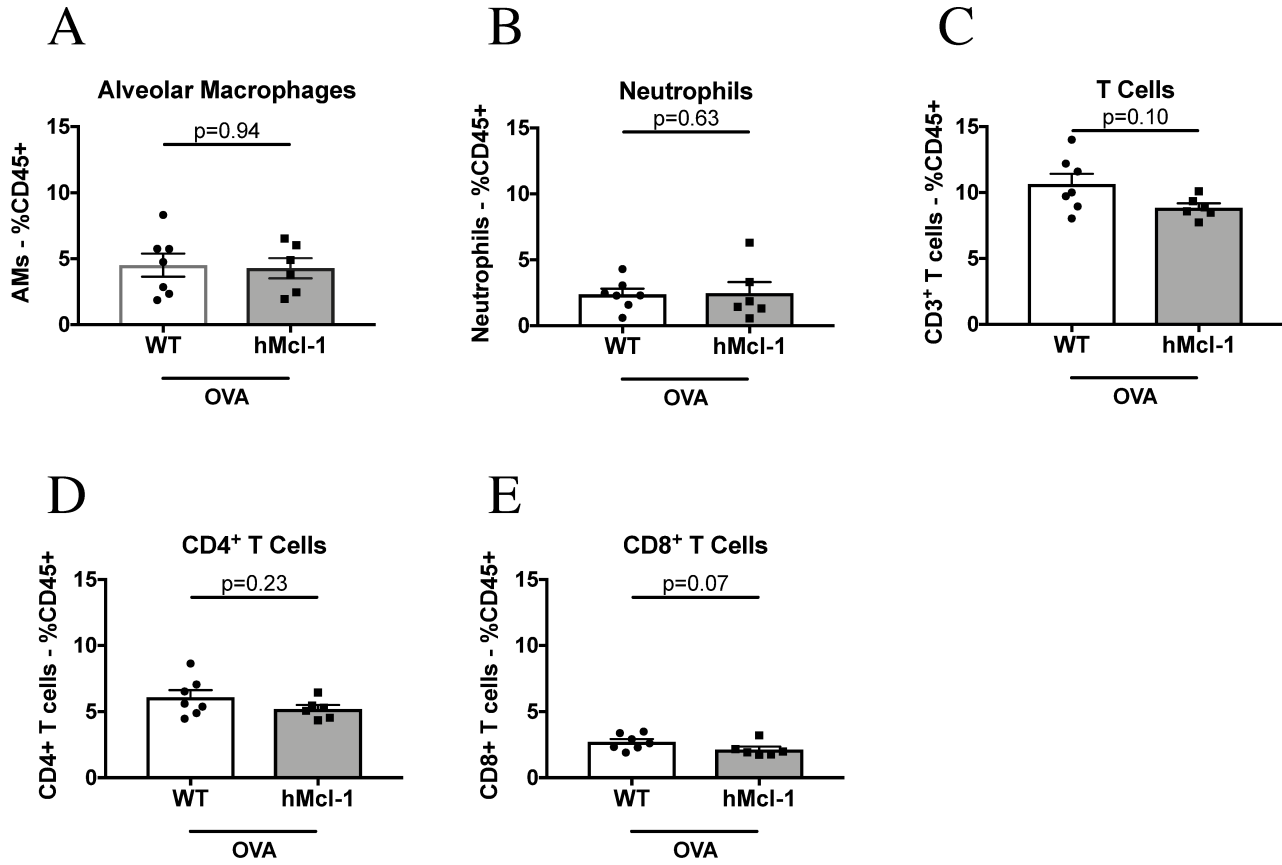 A
Alveolar Macrophages
p=0.94
AMs - %CD45+
15
10
5
0
WT hMcl-1
OVA
B
Neutrophils
p=0.63
Neutrophils - %CD45+
15
10
5
0
WT hMcl-1
OVA
C
T Cells
p=0.10
CD3⁺ T cells - %CD45+
15
10
5
0
WT hMcl-1
OVA
D
CD4⁺ T Cells
p=0.23
CD4+ T cells - %CD45+
15
10
5
0
WT hMcl-1
OVA
E
CD8⁺ T Cells
p=0.07
CD8+ T cells - %CD45+
15
10
5
0
WT hMcl-1
OVA